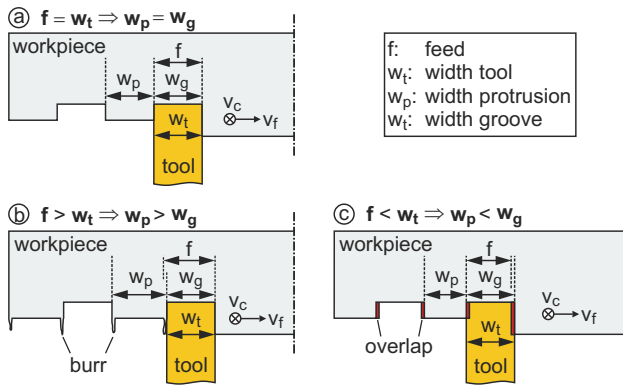 ⓐ f = wt ⇒ wp = wg
workpiece
f
wp
wg
wt
vc
vf
tool
f: feed
wt: width tool
wp: width protrusion
wt: width groove
ⓑ f > wt ⇒ wp > wg
workpiece
f
wp
wg
wt
vc
vf
burr
tool
ⓒ f < wt ⇒ wp < wg
workpiece
f
wp
wg
wt
vc
vf
overlap
tool